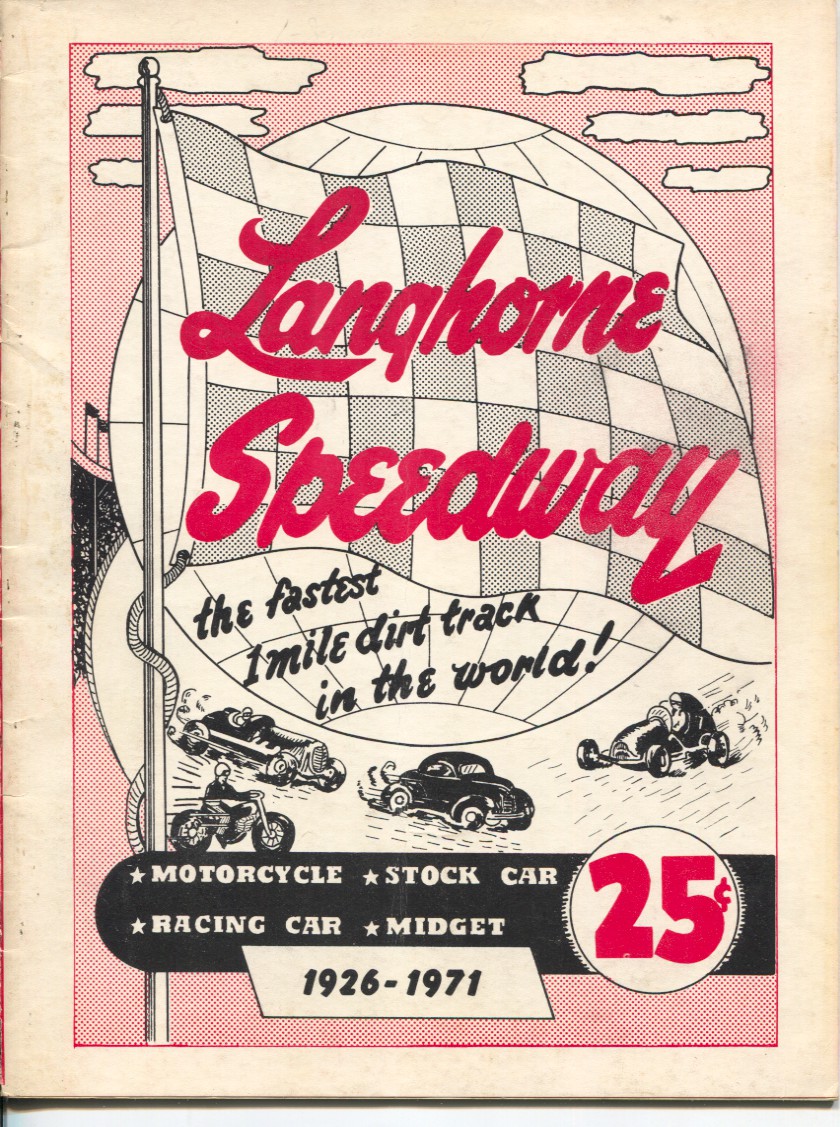 Langhorne
Speedway
the fastest
1 mile dirt track
in the world!
★MOTORCYCLE ★STOCK CAR
★RACING CAR ★MIDGET
25¢
1926-1971